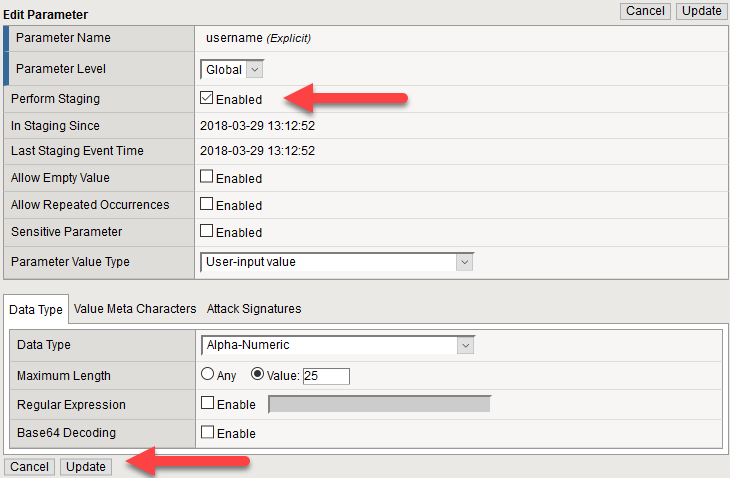 Edit Parameter Cancel Update
Parameter Name username (Explicit)
Parameter Level Global
Perform Staging Enabled
In Staging Since 2018-03-29 13:12:52
Last Staging Event Time 2018-03-29 13:12:52
Allow Empty Value Enabled
Allow Repeated Occurrences Enabled
Sensitive Parameter Enabled
Parameter Value Type User-input value
Data Type Value Meta Characters Attack Signatures
Data Type Alpha-Numeric
Maximum Length Any Value: 25
Regular Expression Enable
Base64 Decoding Enable
Cancel Update